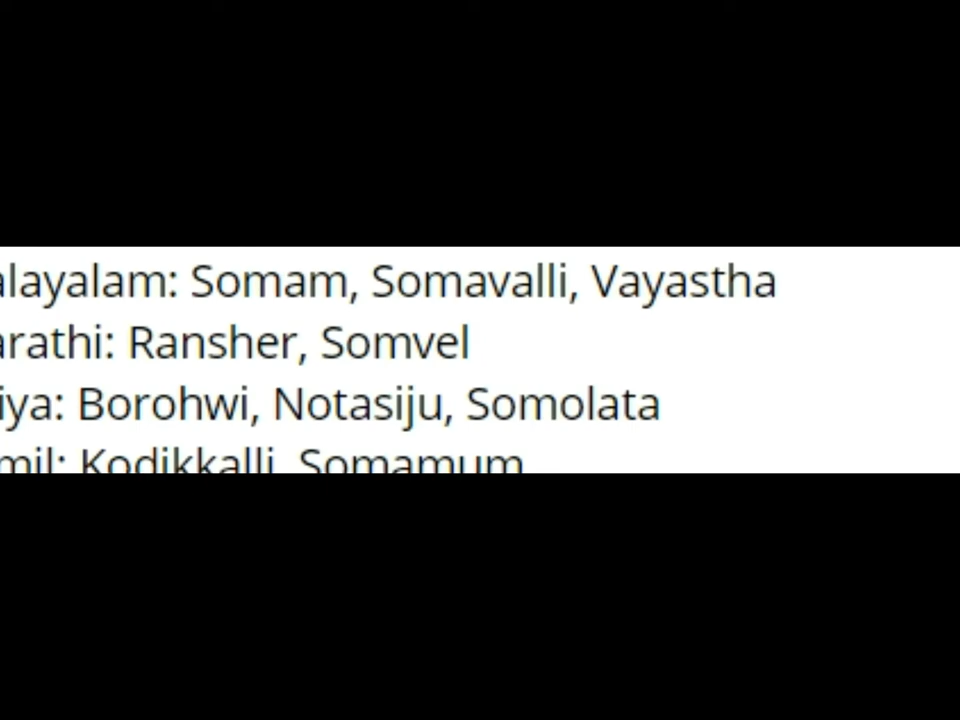 alayalam: Somam, Somavalli, Vayastha
arathi: Ransher, Somvel
iya: Borohwi, Notasiju, Somolata
mil: Kodikkalli, Somamum